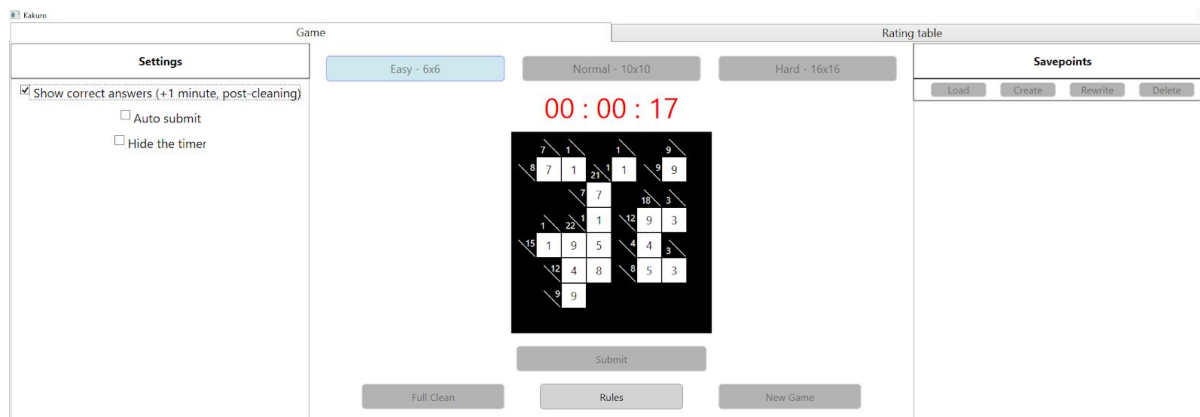 Kakuro
Game Rating table
Settings
Easy - 6x6 Normal - 10x10 Hard - 16x16
Savepoints
Show correct answers (+1 minute, post-cleaning)
Load Create Rewrite Delete
00 : 00 : 17
Auto submit
Hide the timer
7 1 1 9
8 7 1 21 1 1 9 9
7 7 18 3
1 22 1 1 12 9 3
15 1 9 5 4 4 3
12 4 8 8 5 3
9 9
Submit
Full Clean Rules New Game